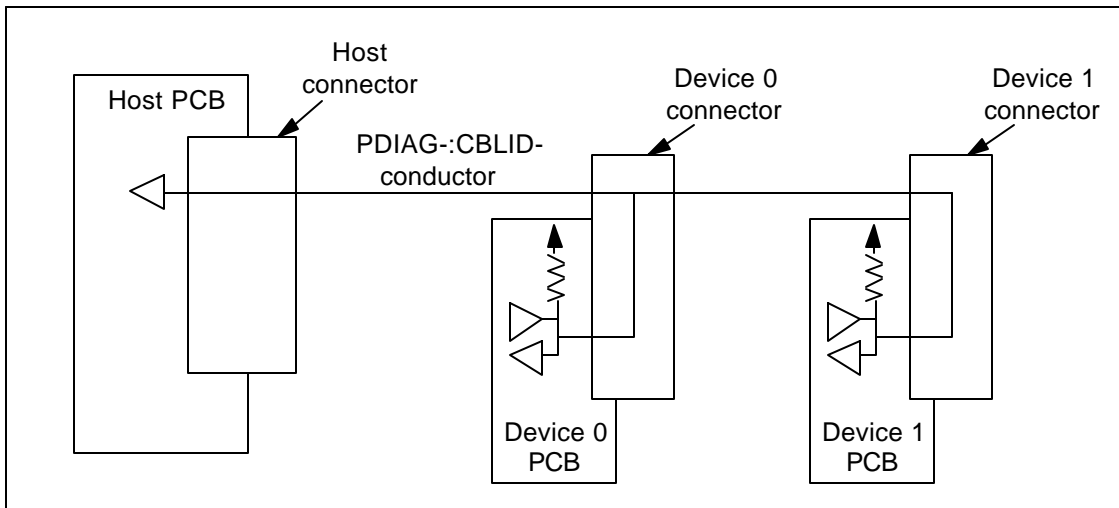 Host
connector
Host PCB
Device 0
connector
Device 1
connector
PDIAG-:CBLID-
conductor
Device 0
PCB
Device 1
PCB